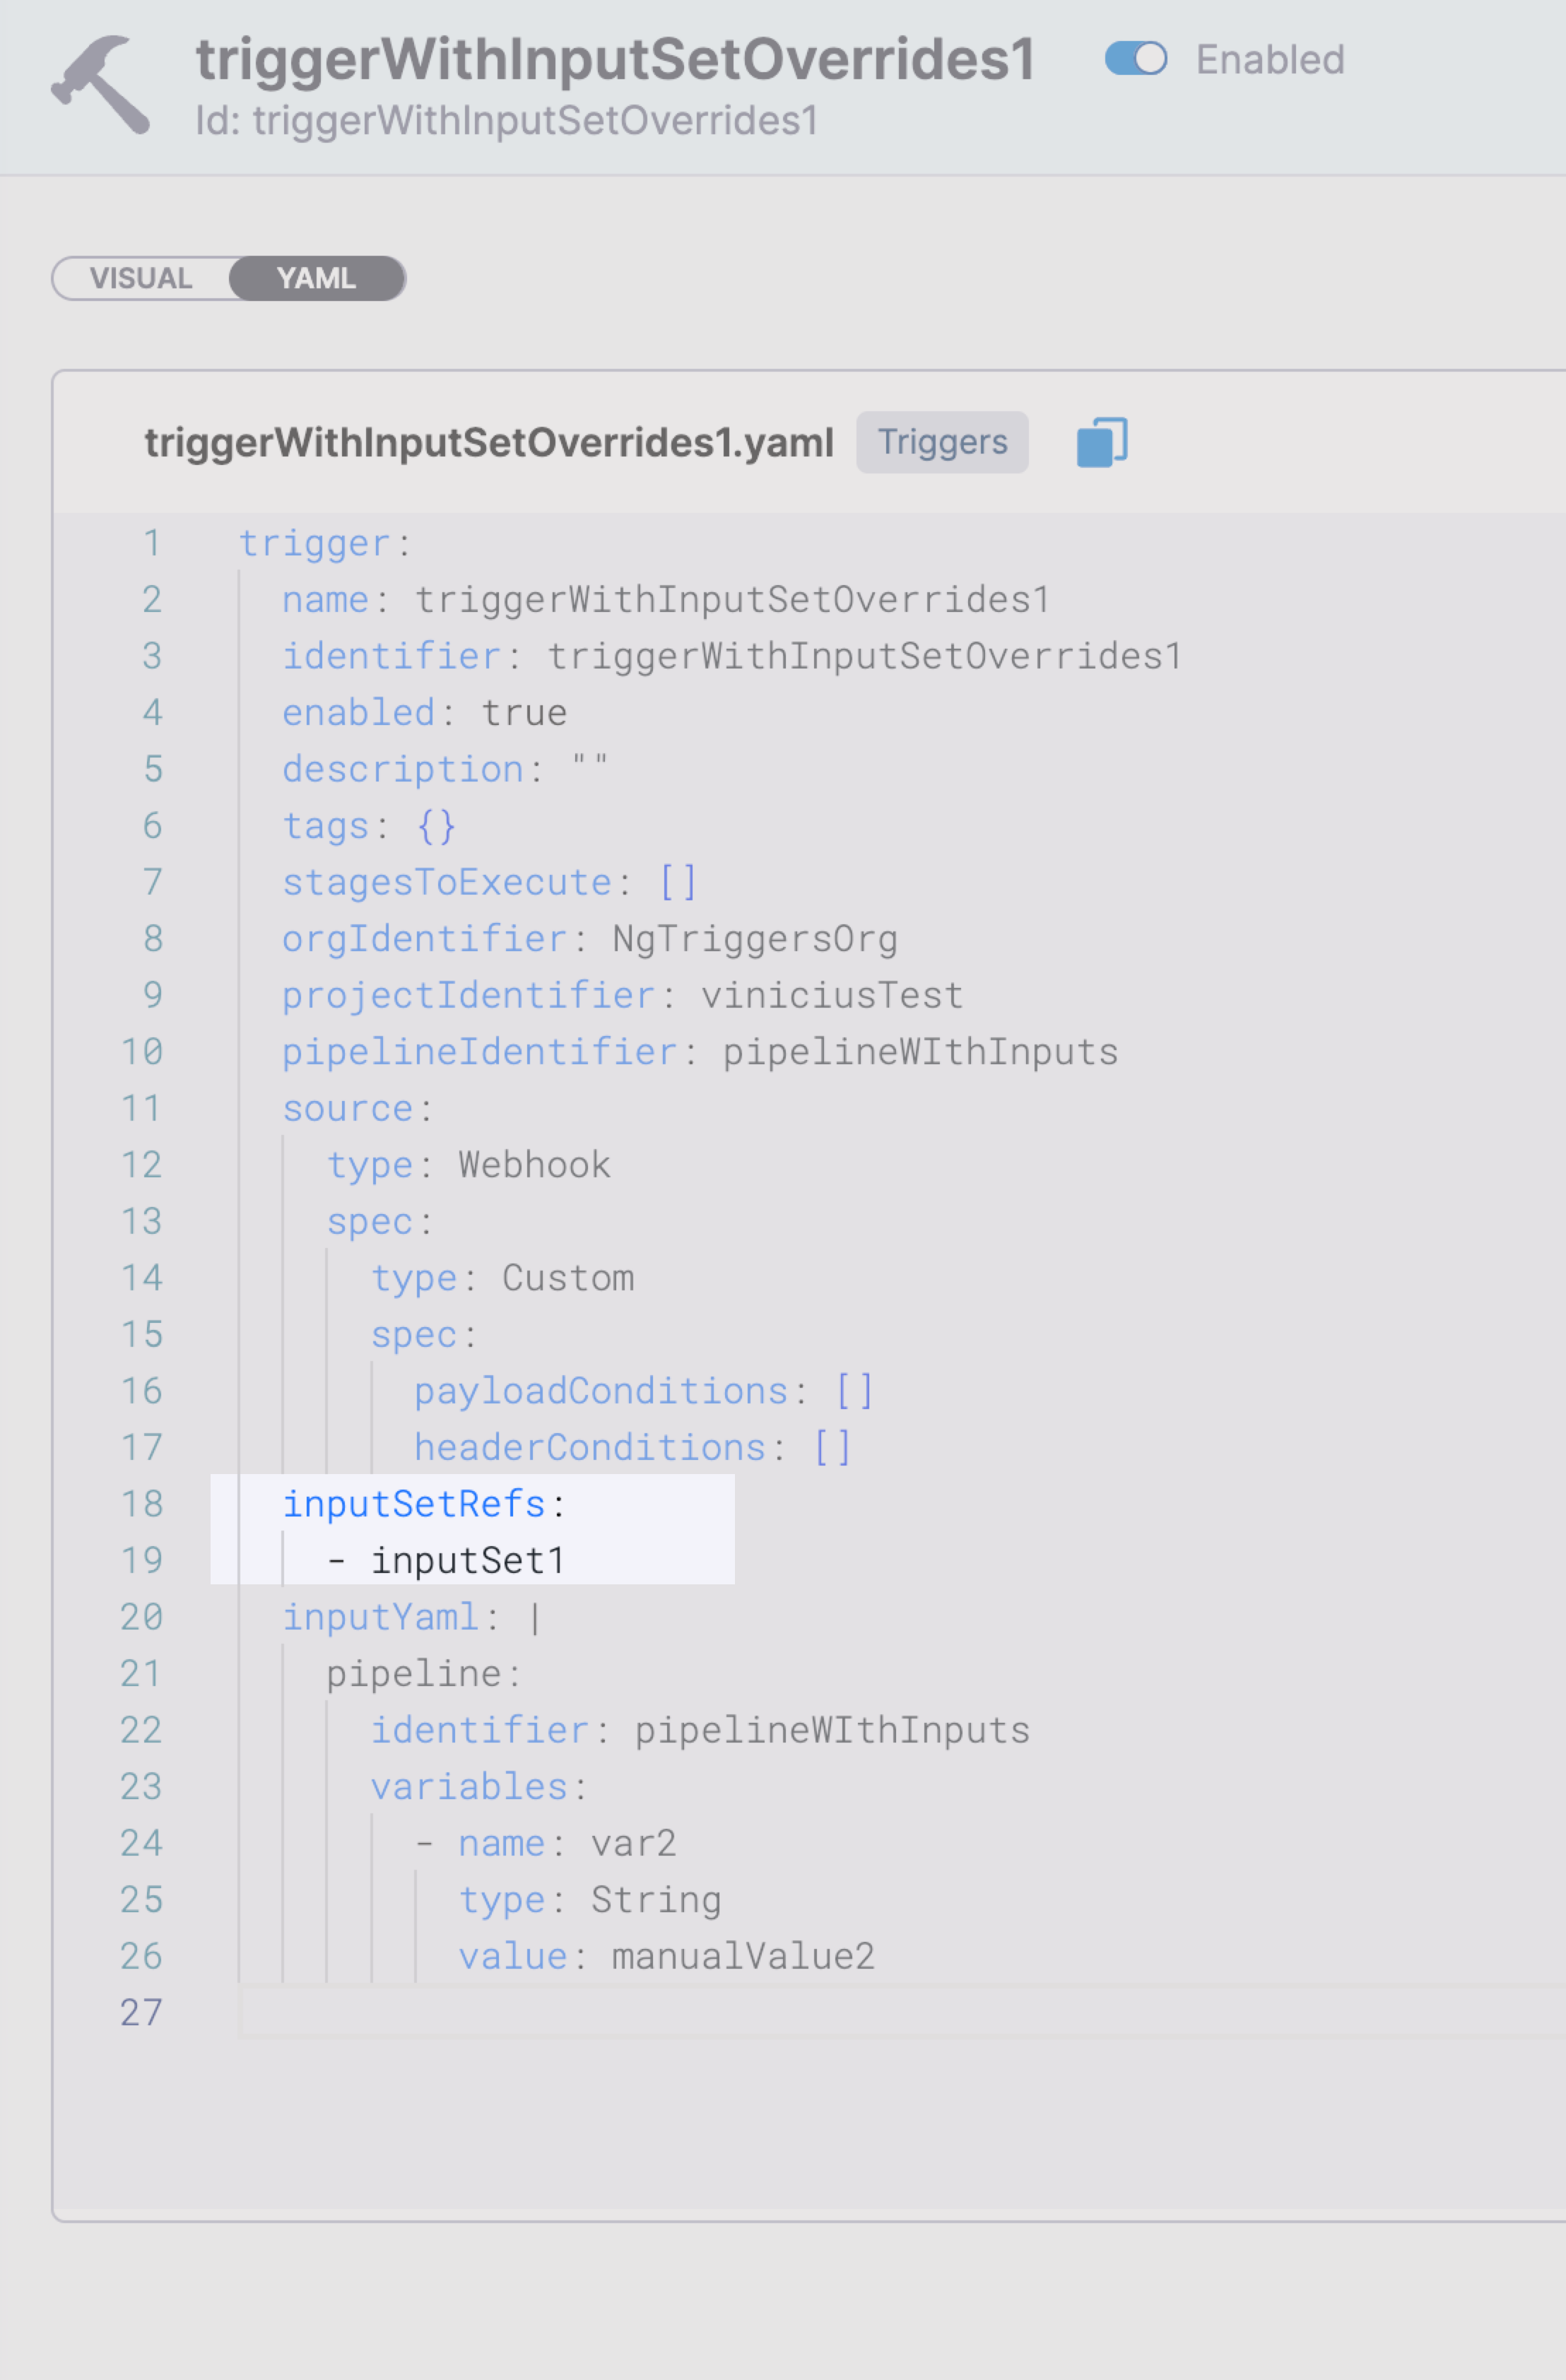 triggerWithInputSetOverrides1 Enabled
Id: triggerWithInputSetOverrides1
VISUAL YAML
triggerWithInputSetOverrides1.yaml Triggers
1 trigger:
2   name: triggerWithInputSetOverrides1
3   identifier: triggerWithInputSetOverrides1
4   enabled: true
5   description: ""
6   tags: {}
7   stagesToExecute: []
8   orgIdentifier: NgTriggersOrg
9   projectIdentifier: viniciusTest
10   pipelineIdentifier: pipelineWIthInputs
11   source:
12     type: Webhook
13     spec:
14       type: Custom
15       spec:
16         payloadConditions: []
17         headerConditions: []
18   inputSetRefs:
19     - inputSet1
20   inputYaml: |
21     pipeline:
22       identifier: pipelineWIthInputs
23       variables:
24         - name: var2
25           type: String
26           value: manualValue2
27